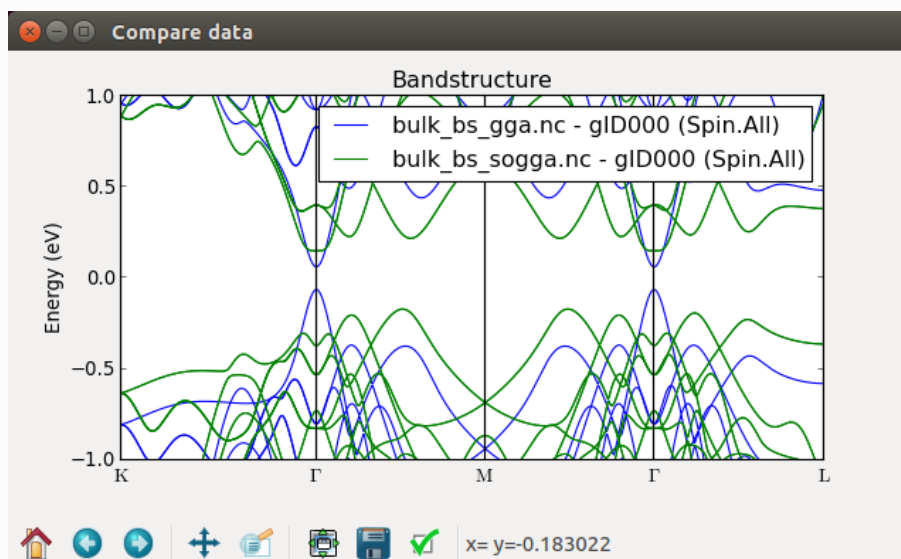 Compare data
Bandstructure
bulk_bs_gga.nc - gID000 (Spin.All)
bulk_bs_sogga.nc - gID000 (Spin.All)
Energy (eV)
1.0
0.5
0.0
−0.5
−1.0
K Γ M Γ L
x= y=-0.183022